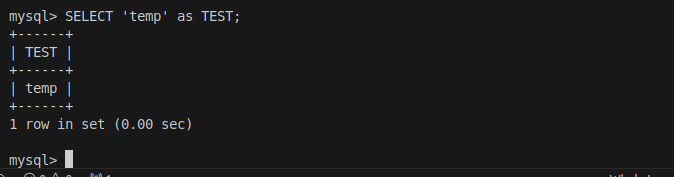 mysql> SELECT 'temp' as TEST;
+------+
| TEST |
+------+
| temp |
+------+
1 row in set (0.00 sec)
mysql>